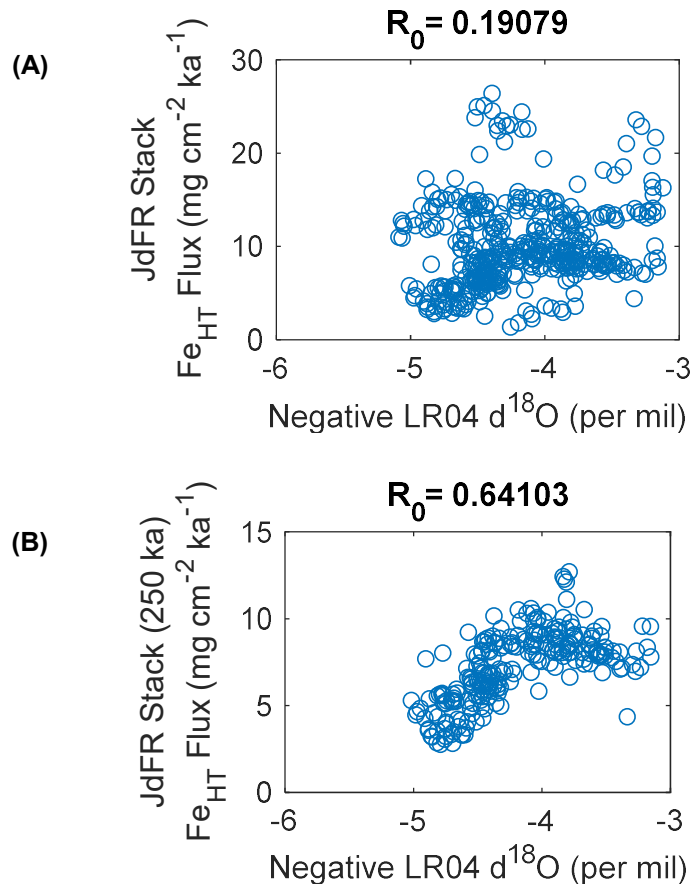 R₀= 0.19079
(A)
JdFR Stack
Fe_HT Flux (mg cm⁻² ka⁻¹)
30
20
10
0
-6 -5 -4 -3
Negative LR04 d¹⁸O (per mil)
R₀= 0.64103
(B)
JdFR Stack (250 ka)
Fe_HT Flux (mg cm⁻² ka⁻¹)
15
10
5
0
-6 -5 -4 -3
Negative LR04 d¹⁸O (per mil)